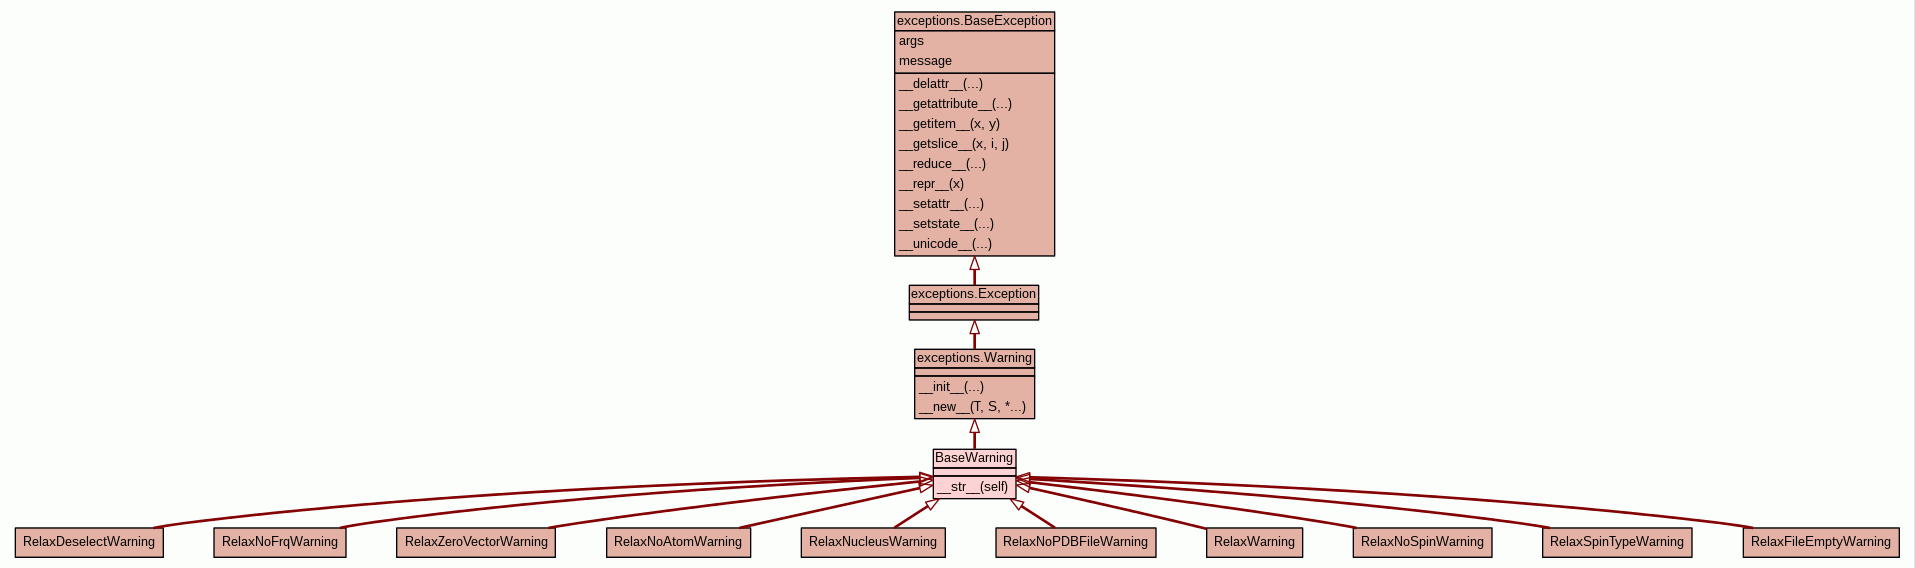 exceptions.BaseException
args
message
__delattr__(...)
__getattribute__(...)
__getitem__(x, y)
__getslice__(x, i, j)
__reduce__(...)
__repr__(x)
__setattr__(...)
__setstate__(...)
__unicode__(...)
exceptions.Exception
exceptions.Warning
__init__(...)
__new__(T, S, *...)
BaseWarning
__str__(self)
RelaxDeselectWarning
RelaxNoFrqWarning
RelaxZeroVectorWarning
RelaxNoAtomWarning
RelaxNucleusWarning
RelaxNoPDBFileWarning
RelaxWarning
RelaxNoSpinWarning
RelaxSpinTypeWarning
RelaxFileEmptyWarning